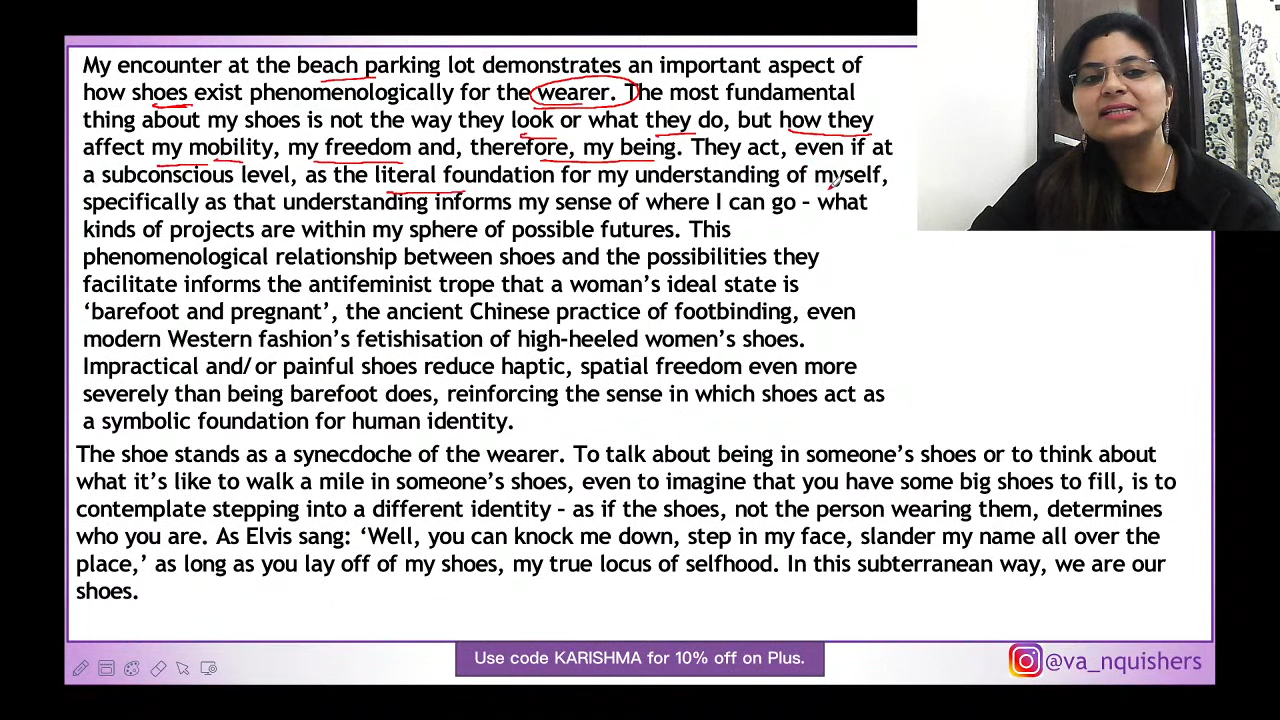 My encounter at the beach parking lot demonstrates an important aspect of
how shoes exist phenomenologically for the wearer. The most fundamental
thing about my shoes is not the way they look or what they do, but how they
affect my mobility, my freedom and, therefore, my being. They act, even if at
a subconscious level, as the literal foundation for my understanding of myself,
specifically as that understanding informs my sense of where I can go – what
kinds of projects are within my sphere of possible futures. This
phenomenological relationship between shoes and the possibilities they
facilitate informs the antifeminist trope that a woman’s ideal state is
‘barefoot and pregnant’, the ancient Chinese practice of footbinding, even
modern Western fashion’s fetishisation of high-heeled women’s shoes.
Impractical and/or painful shoes reduce haptic, spatial freedom even more
severely than being barefoot does, reinforcing the sense in which shoes act as
a symbolic foundation for human identity.
The shoe stands as a synecdoche of the wearer. To talk about being in someone’s shoes or to think about
what it’s like to walk a mile in someone’s shoes, even to imagine that you have some big shoes to fill, is to
contemplate stepping into a different identity – as if the shoes, not the person wearing them, determines
who you are. As Elvis sang: ‘Well, you can knock me down, step in my face, slander my name all over the
place,’ as long as you lay off of my shoes, my true locus of selfhood. In this subterranean way, we are our
shoes.
Use code KARISHMA for 10% off on Plus.
@va_nquishers